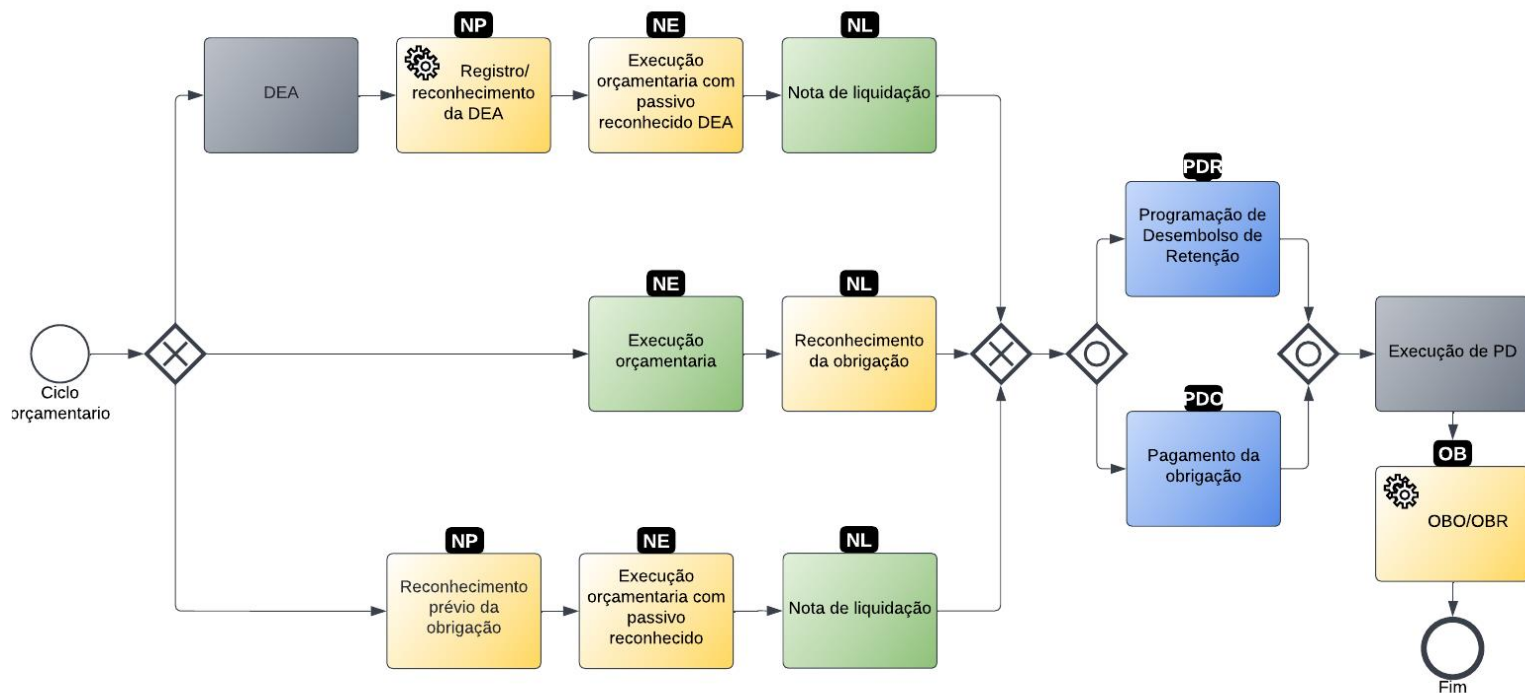 NP
NE
NL
DEA
Registro/
reconhecimento
da DEA
Execução
orçamentaria com
passivo
reconhecido DEA
Nota de liquidação
PDR
Programação de
Desembolso de
Retenção
NE
NL
Ciclo
orçamentario
Execução
orçamentaria
Reconhecimento
da obrigação
Execução de PD
PDO
Pagamento da
obrigação
OB
OBO/OBR
NP
NE
NL
Reconhecimento
prévio da
obrigação
Execução
orçamentaria com
passivo
reconhecido
Nota de liquidação
Fim